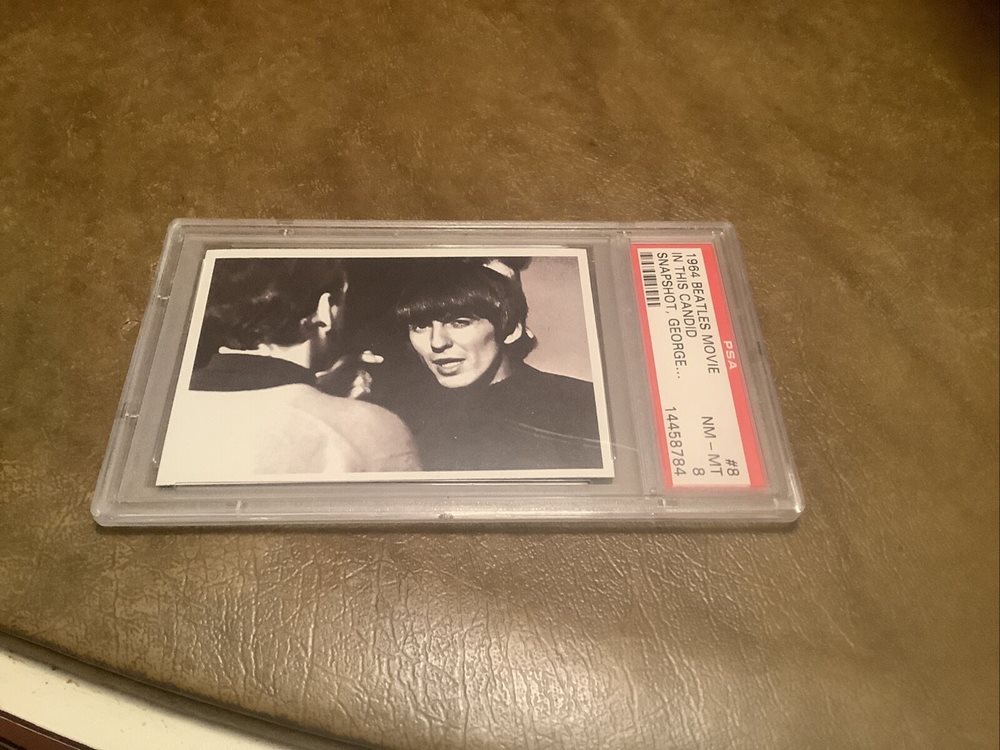 PSA
1964 BEATLES MOVIE #8
IN THIS CANDID NM - MT
SNAPSHOT, GEORGE... 8
14458784